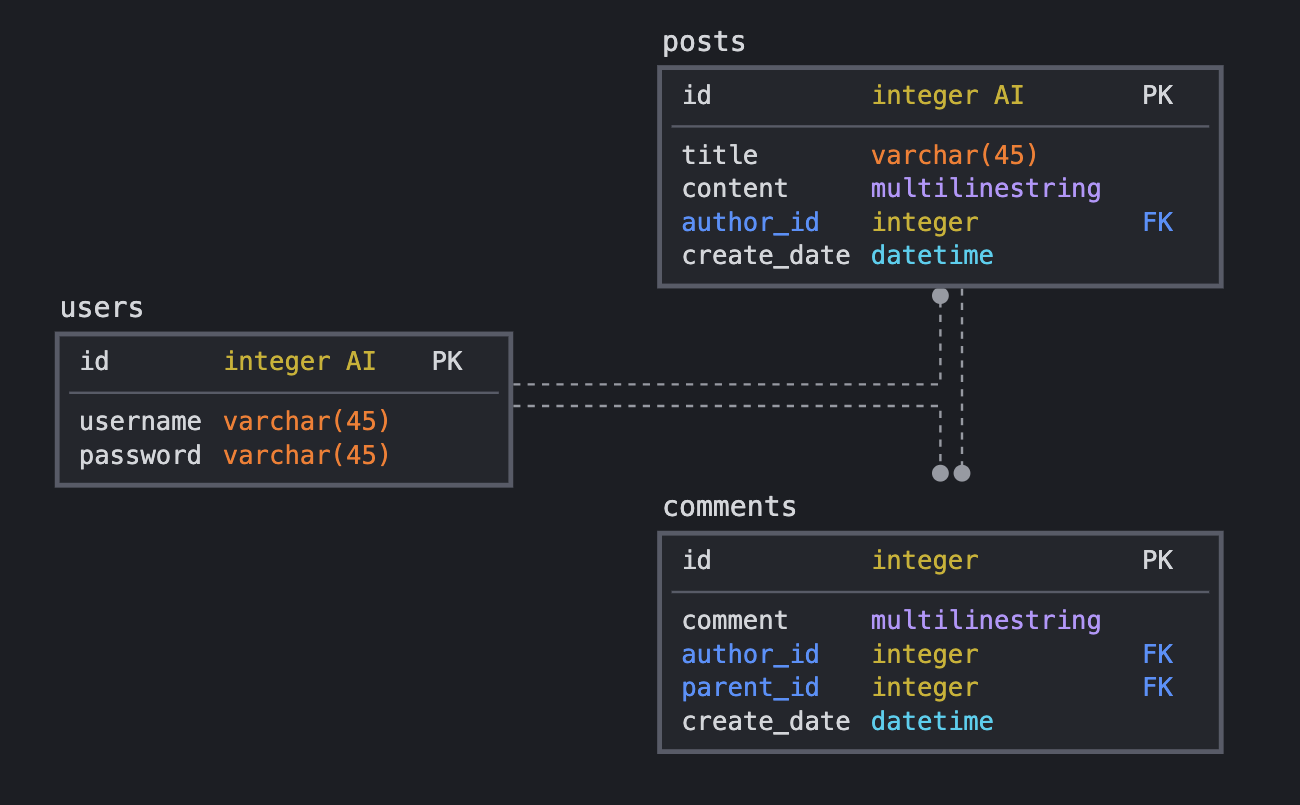 posts
id integer AI PK
title varchar(45)
content multilinestring
author_id integer FK
create_date datetime
users
id integer AI PK
username varchar(45)
password varchar(45)
comments
id integer PK
comment multilinestring
author_id integer FK
parent_id integer FK
create_date datetime